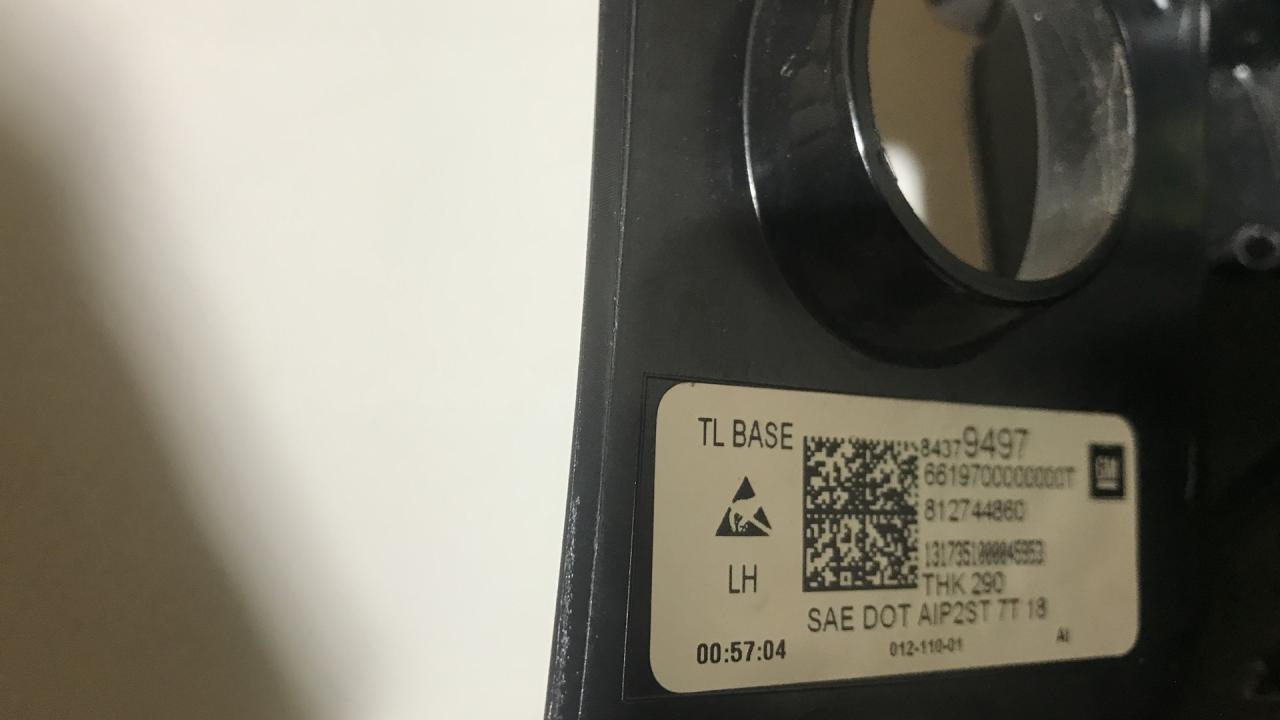 TL BASE
84379497
GM
66197000000000T
812744860
LH
THK 290
SAE DOT AIP2ST 7T 18
00:57:04
012-110-01